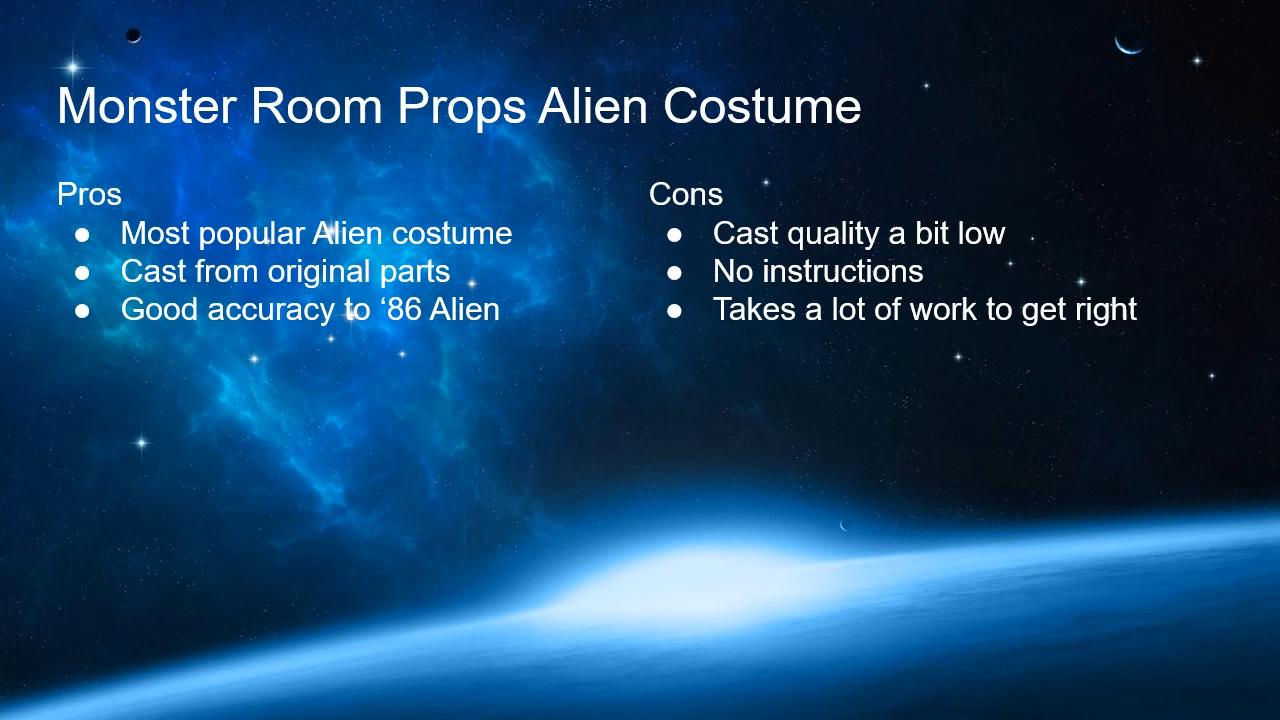 Monster Room Props Alien Costume
Pros
● Most popular Alien costume
● Cast from original parts
● Good accuracy to ‘86 Alien
Cons
● Cast quality a bit low
● No instructions
● Takes a lot of work to get right